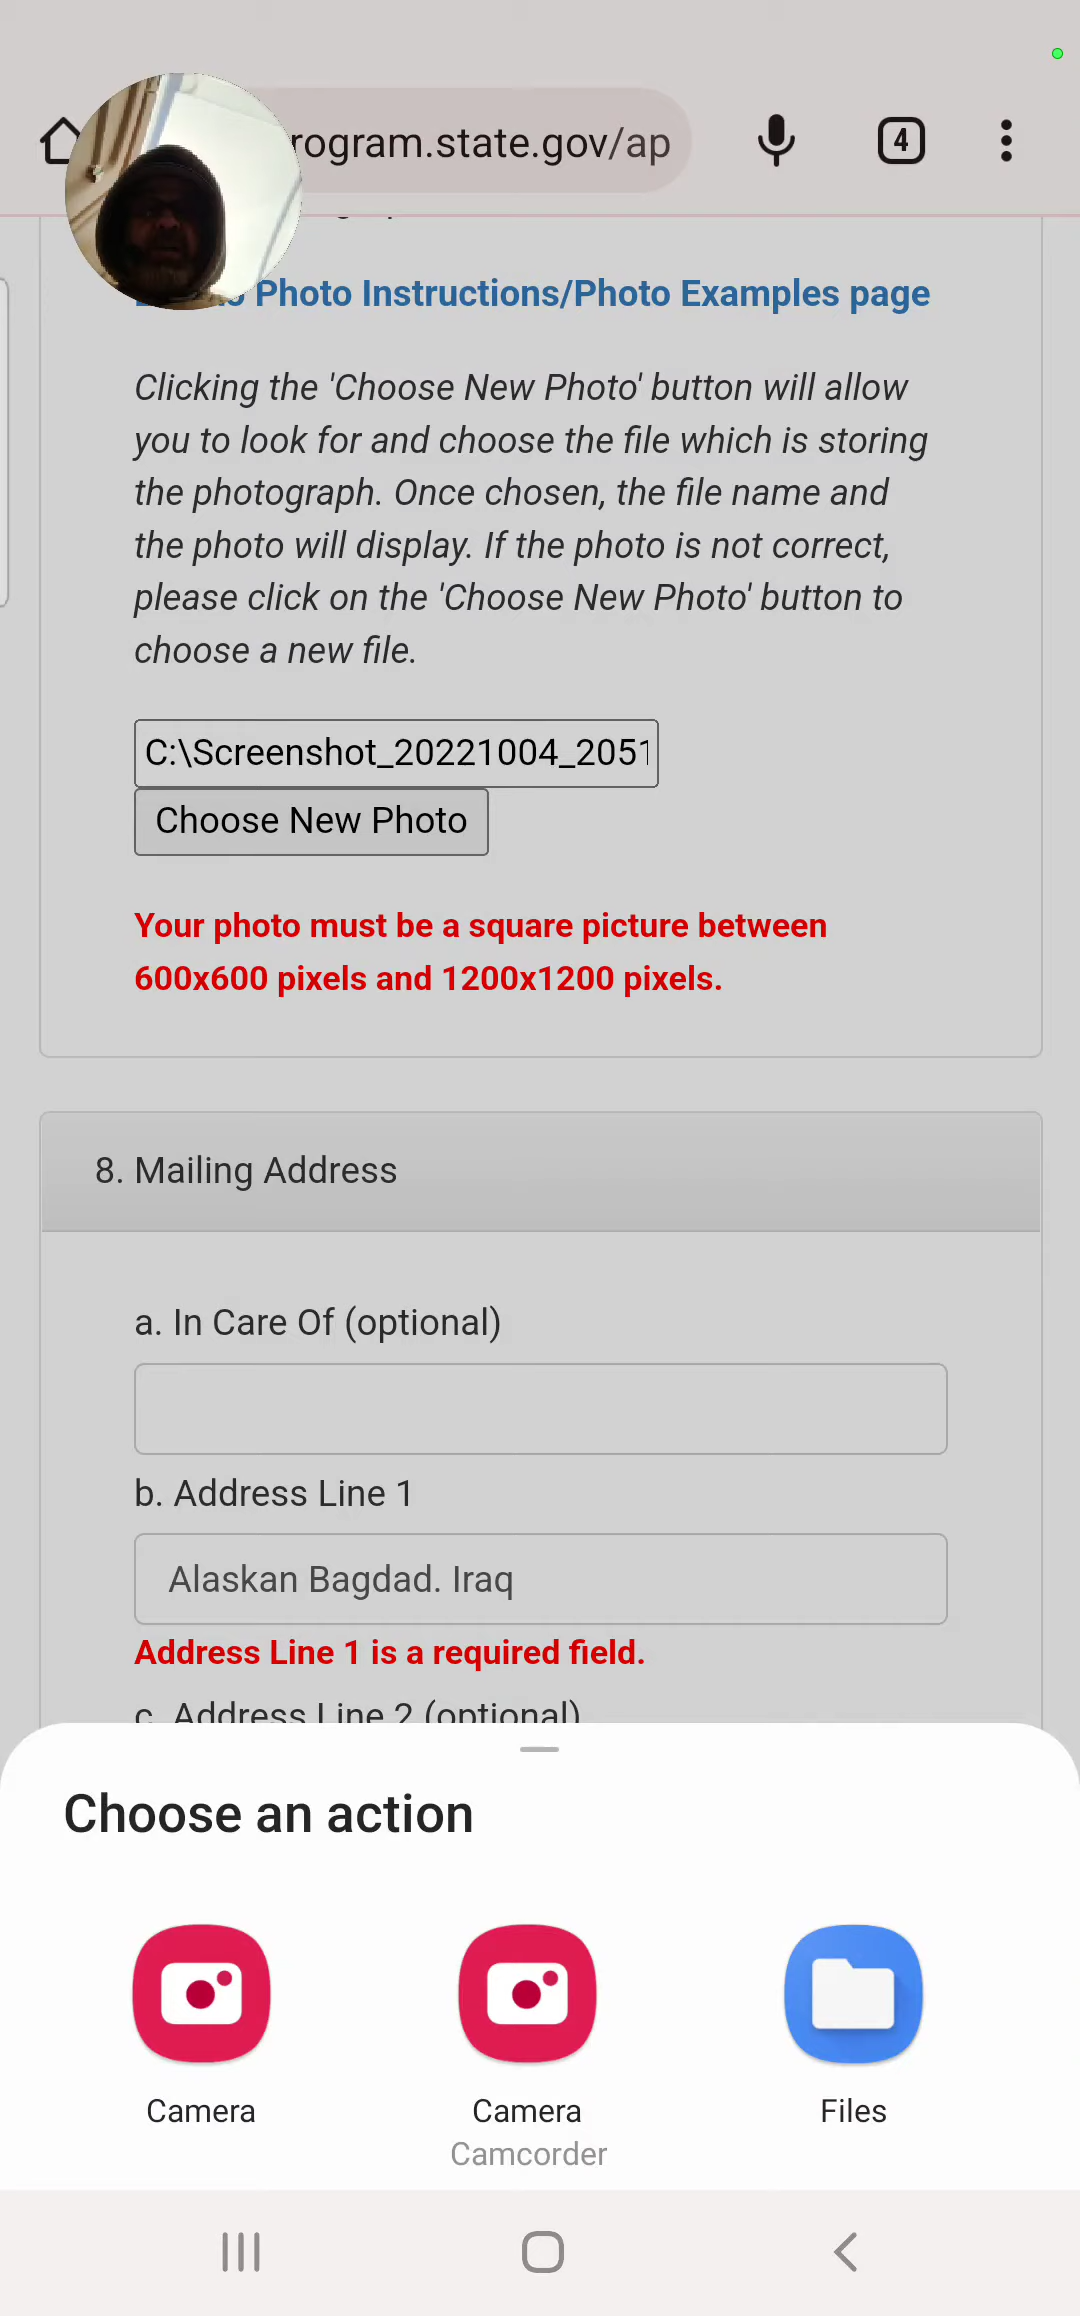 rogram.state.gov/ap
4
Photo Instructions/Photo Examples page
Clicking the 'Choose New Photo' button will allow
you to look for and choose the file which is storing
the photograph. Once chosen, the file name and
the photo will display. If the photo is not correct,
please click on the 'Choose New Photo' button to
choose a new file.
C:\Screenshot_20221004_2051
Choose New Photo
Your photo must be a square picture between
600x600 pixels and 1200x1200 pixels.
8. Mailing Address
a. In Care Of (optional)
b. Address Line 1
Alaskan Bagdad. Iraq
Address Line 1 is a required field.
c. Address Line 2 (optional)
Choose an action
Camera
Camera
Files
Camcorder